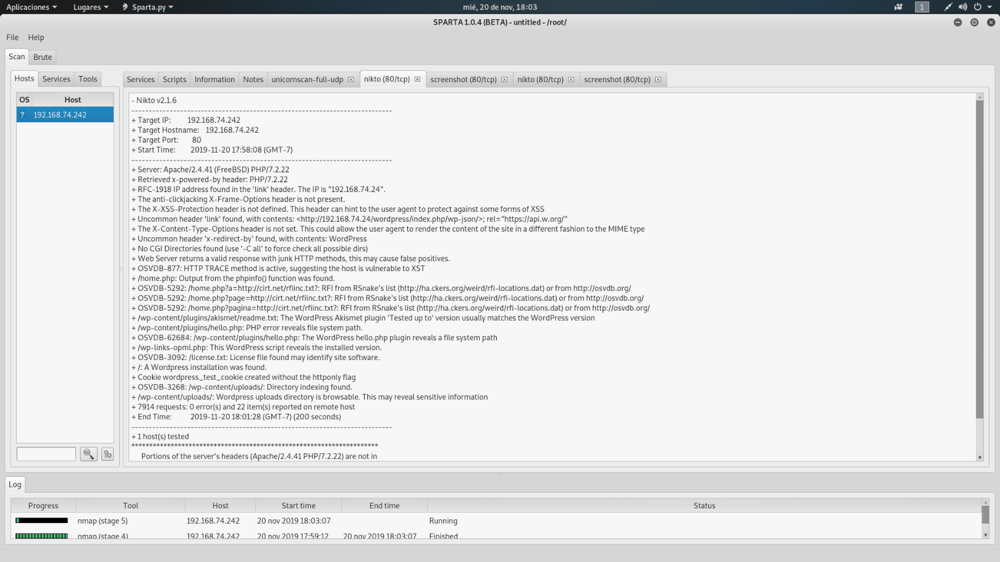 Aplicaciones Lugares Sparta.py mié, 20 de nov, 18:03 1
SPARTA 1.0.4 (BETA) - untitled - /root/
File Help
Scan Brute
Hosts Services Tools
Services Scripts Information Notes unicornscan-full-udp nikto (80/tcp) screenshot (80/tcp) nikto (80/tcp) screenshot (80/tcp)
OS Host
? 192.168.74.242
- Nikto v2.1.6
---------------------------------------------------------------------------
+ Target IP: 192.168.74.242
+ Target Hostname: 192.168.74.242
+ Target Port: 80
+ Start Time: 2019-11-20 17:58:08 (GMT-7)
---------------------------------------------------------------------------
+ Server: Apache/2.4.41 (FreeBSD) PHP/7.2.22
+ Retrieved x-powered-by header: PHP/7.2.22
+ RFC-1918 IP address found in the 'link' header. The IP is "192.168.74.24".
+ The anti-clickjacking X-Frame-Options header is not present.
+ The X-XSS-Protection header is not defined. This header can hint to the user agent to protect against some forms of XSS
+ Uncommon header 'link' found, with contents: <http://192.168.74.24/wordpress/index.php/wp-json/>; rel="https://api.w.org/"
+ The X-Content-Type-Options header is not set. This could allow the user agent to render the content of the site in a different fashion to the MIME type
+ Uncommon header 'x-redirect-by' found, with contents: WordPress
+ No CGI Directories found (use '-C all' to force check all possible dirs)
+ Web Server returns a valid response with junk HTTP methods, this may cause false positives.
+ OSVDB-877: HTTP TRACE method is active, suggesting the host is vulnerable to XST
+ /home.php: Output from the phpinfo() function was found.
+ OSVDB-5292: /home.php?a=http://cirt.net/rfiinc.txt?: RFI from RSnake's list (http://ha.ckers.org/weird/rfi-locations.dat) or from http://osvdb.org/
+ OSVDB-5292: /home.php?page=http://cirt.net/rfiinc.txt?: RFI from RSnake's list (http://ha.ckers.org/weird/rfi-locations.dat) or from http://osvdb.org/
+ OSVDB-5292: /home.php?pagina=http://cirt.net/rfiinc.txt?: RFI from RSnake's list (http://ha.ckers.org/weird/rfi-locations.dat) or from http://osvdb.org/
+ /wp-content/plugins/akismet/readme.txt: The WordPress Akismet plugin 'Tested up to' version usually matches the WordPress version
+ /wp-content/plugins/hello.php: PHP error reveals file system path.
+ OSVDB-62684: /wp-content/plugins/hello.php: The WordPress hello.php plugin reveals a file system path
+ /wp-links-opml.php: This WordPress script reveals the installed version.
+ OSVDB-3092: /license.txt: License file found may identify site software.
+ /: A Wordpress installation was found.
+ Cookie wordpress_test_cookie created without the httponly flag
+ OSVDB-3268: /wp-content/uploads/: Directory indexing found.
+ /wp-content/uploads/: Wordpress uploads directory is browsable. This may reveal sensitive information
+ 7914 requests: 0 error(s) and 22 item(s) reported on remote host
+ End Time: 2019-11-20 18:01:28 (GMT-7) (200 seconds)
---------------------------------------------------------------------------
+ 1 host(s) tested
*********************************************************************
Portions of the server's headers (Apache/2.4.41 PHP/7.2.22) are not in
Log
Progress Tool Host Start time End time Status
nmap (stage 5) 192.168.74.242 20 nov 2019 18:03:07 Running
nmap (stage 4) 192.168.74.242 20 nov 2019 17:59:12 20 nov 2019 18:03:07 Finished